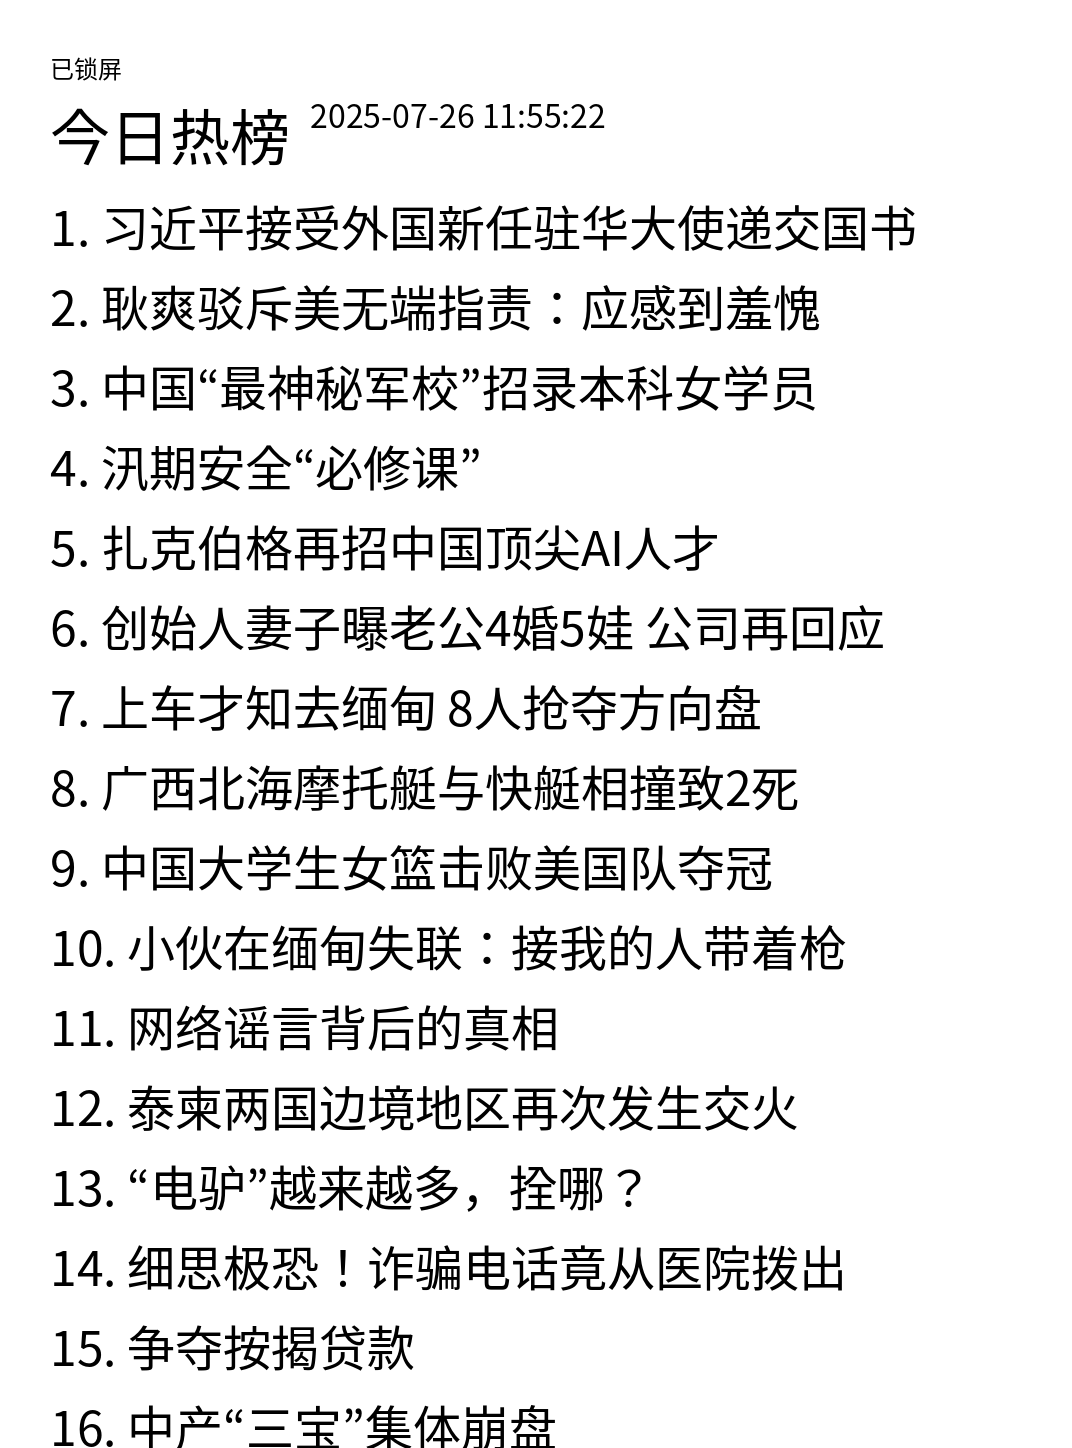 已锁屏
今日热榜 2025-07-26 11:55:22
1. 习近平接受外国新任驻华大使递交国书
2. 耿爽驳斥美无端指责：应感到羞愧
3. 中国“最神秘军校”招录本科女学员
4. 汛期安全“必修课”
5. 扎克伯格再招中国顶尖AI人才
6. 创始人妻子曝老公4婚5娃 公司再回应
7. 上车才知去缅甸 8人抢夺方向盘
8. 广西北海摩托艇与快艇相撞致2死
9. 中国大学生女篮击败美国队夺冠
10. 小伙在缅甸失联：接我的人带着枪
11. 网络谣言背后的真相
12. 泰柬两国边境地区再次发生交火
13. “电驴”越来越多，拴哪？
14. 细思极恐！诈骗电话竟从医院拨出
15. 争夺按揭贷款
16. 中产“三宝”集体崩盘